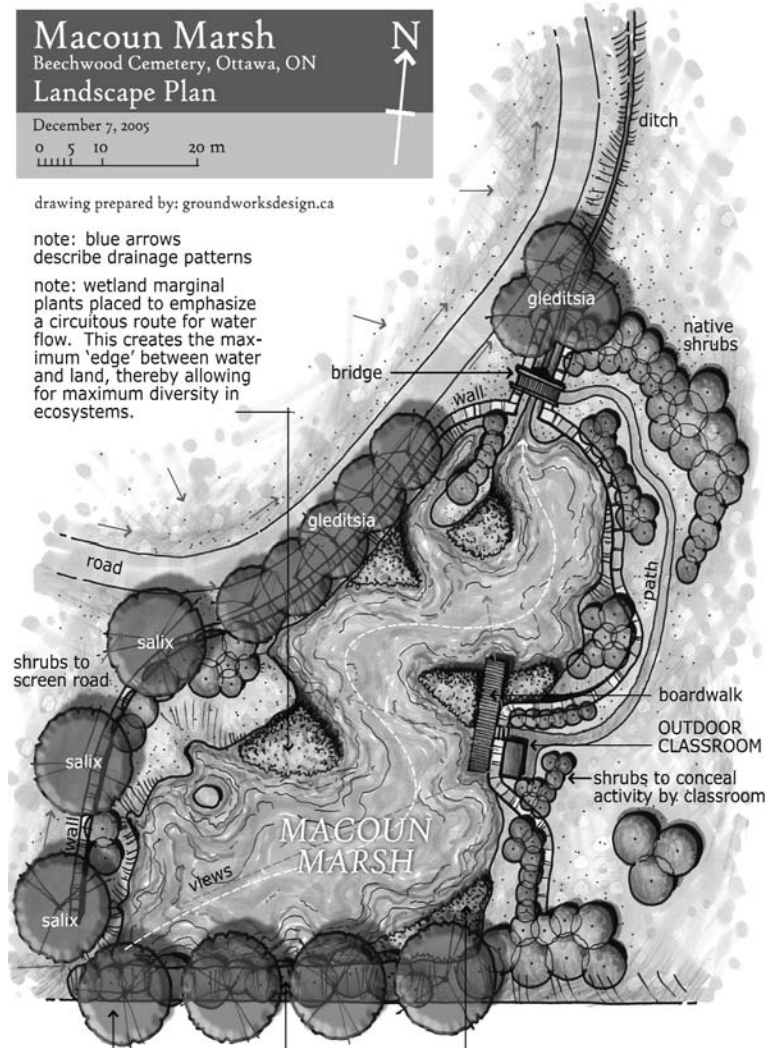 Macoun Marsh
Beechwood Cemetery, Ottawa, ON
Landscape Plan
N
December 7, 2005
0 5 10 20 m
drawing prepared by: groundworksdesign.ca
note: blue arrows
describe drainage patterns
note: wetland marginal
plants placed to emphasize
a circuitous route for water
flow. This creates the max-
imum 'edge' between water
and land, thereby allowing
for maximum diversity in
ecosystems.
ditch
gleditsia
native
shrubs
bridge
wall
gleditsia
road
path
salix
shrubs to
screen road
boardwalk
OUTDOOR
CLASSROOM
salix
shrubs to conceal
activity by classroom
wall
MACOUN
MARSH
views
salix